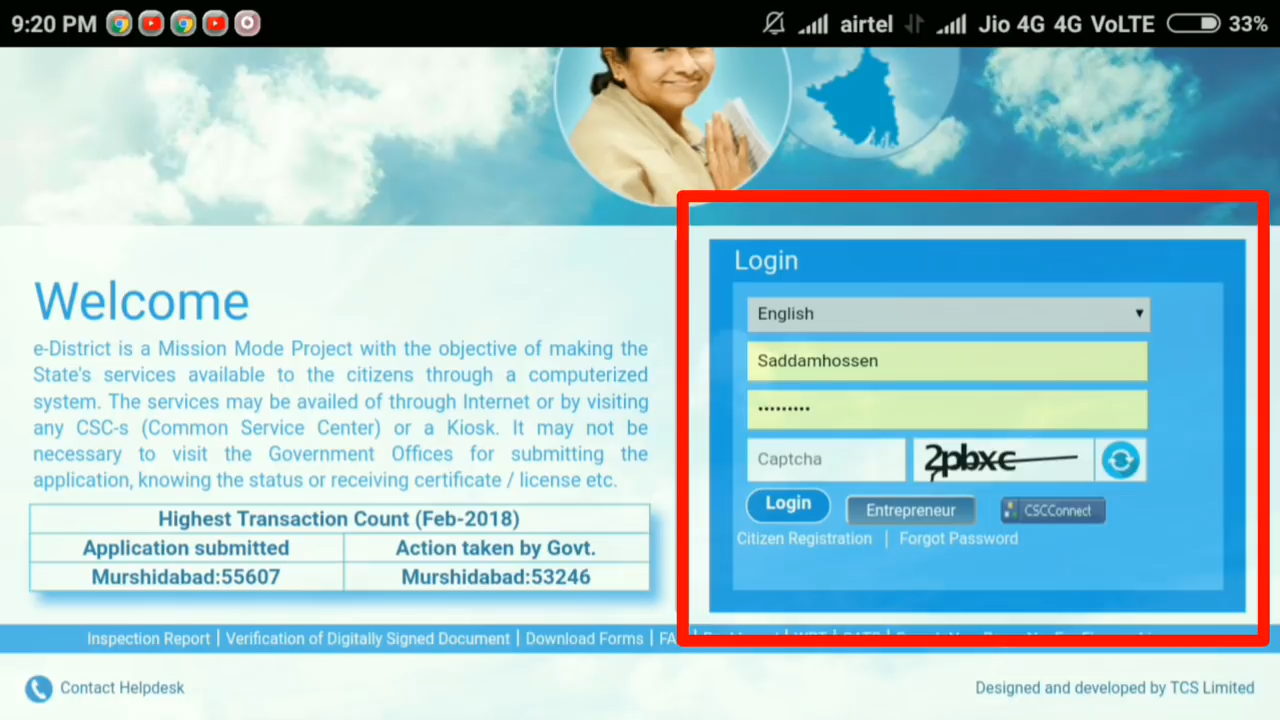 9:20 PM airtel Jio 4G 4G VoLTE 33%
Welcome
e-District is a Mission Mode Project with the objective of making the
State's services available to the citizens through a computerized
system. The services may be availed of through Internet or by visiting
any CSC-s (Common Service Center) or a Kiosk. It may not be
necessary to visit the Government Offices for submitting the
application, knowing the status or receiving certificate / license etc.
Highest Transaction Count (Feb-2018)
Application submitted Action taken by Govt.
Murshidabad:55607 Murshidabad:53246
Login
English
Saddamhossen
•••••••••
Captcha 2pbxc
Login Entrepreneur CSCConnect
Citizen Registration | Forgot Password
Inspection Report | Verification of Digitally Signed Document | Download Forms |
Contact Helpdesk Designed and developed by TCS Limited